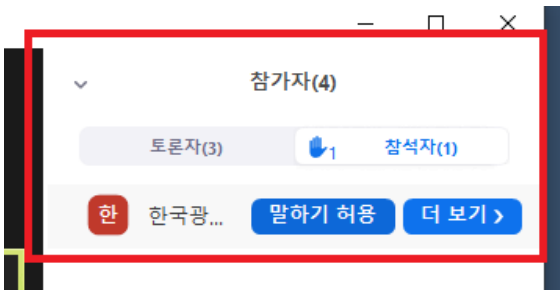 참가자(4)
토론자(3) 1 참석자(1)
한 한국광... 말하기 허용 더 보기 >